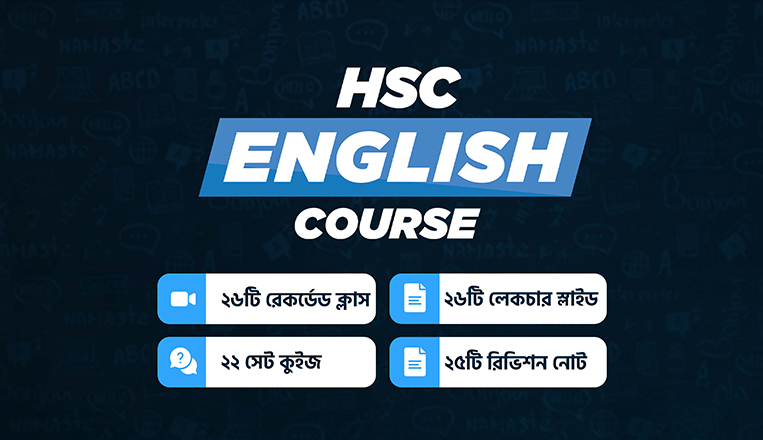 HSC
ENGLISH
COURSE
২৬টি রেকর্ডেড ক্লাস
২৬টি লেকচার স্লাইড
২২ সেট কুইজ
২৫টি রিভিশন নোট